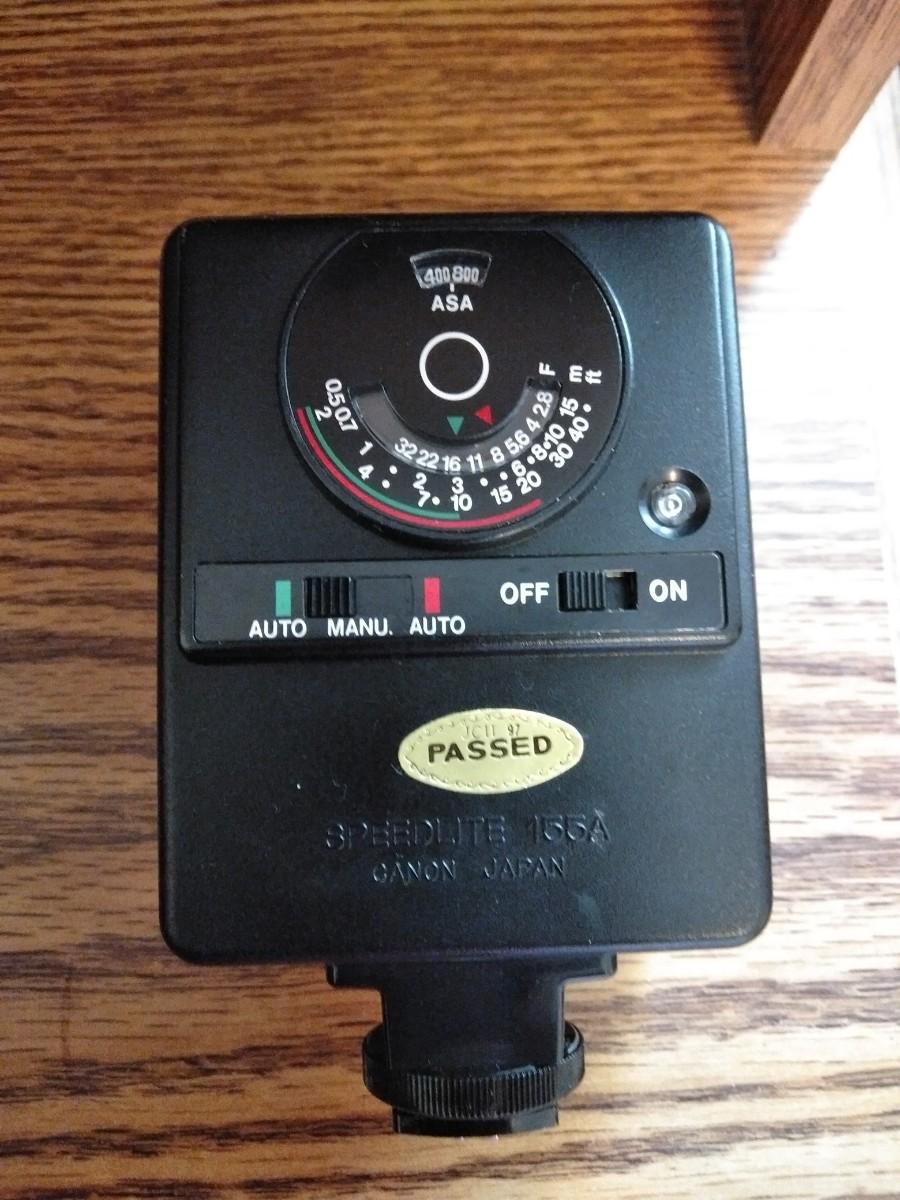 400 800
ASA
F m ft
0.5 0.7 1 2 3 6 8 10 15
2 4 7 10 15 20 30 40
32 22 16 11 8 5.6 4 2.8
OFF ON
AUTO MANU. AUTO
JCII 97
PASSED
SPEEDLITE 155A
CANON JAPAN